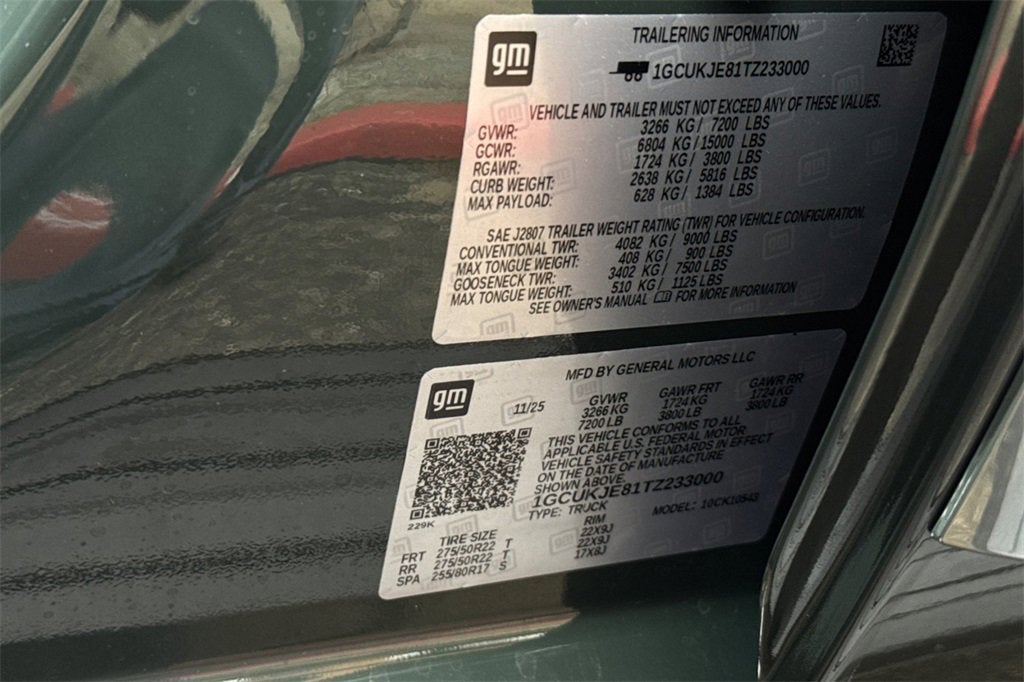 gm
TRAILERING INFORMATION
1GCUKJE81TZ233000
VEHICLE AND TRAILER MUST NOT EXCEED ANY OF THESE VALUES.
GVWR: 3266 KG / 7200 LBS
GCWR: 6804 KG / 15000 LBS
RGAWR: 1724 KG / 3800 LBS
CURB WEIGHT: 2638 KG / 5816 LBS
MAX PAYLOAD: 628 KG / 1384 LBS
SAE J2807 TRAILER WEIGHT RATING (TWR) FOR VEHICLE CONFIGURATION.
CONVENTIONAL TWR: 4082 KG / 9000 LBS
MAX TONGUE WEIGHT: 408 KG / 900 LBS
GOOSENECK TWR: 3402 KG / 7500 LBS
MAX TONGUE WEIGHT: 510 KG / 1125 LBS
SEE OWNER'S MANUAL FOR MORE INFORMATION
gm
MFD BY GENERAL MOTORS LLC
11/25 GVWR GAWR FRT GAWR RR
3266 KG 1724 KG 1724 KG
7200 LB 3800 LB 3800 LB
THIS VEHICLE CONFORMS TO ALL
APPLICABLE U.S. FEDERAL MOTOR
VEHICLE SAFETY STANDARDS IN EFFECT
ON THE DATE OF MANUFACTURE
SHOWN ABOVE.
1GCUKJE81TZ233000
229K
TYPE: TRUCK MODEL: 10CK10543
TIRE SIZE RIM
FRT 275/50R22 T 22X9J
RR 275/50R22 T 22X9J
SPA 255/80R17 S 17X8J